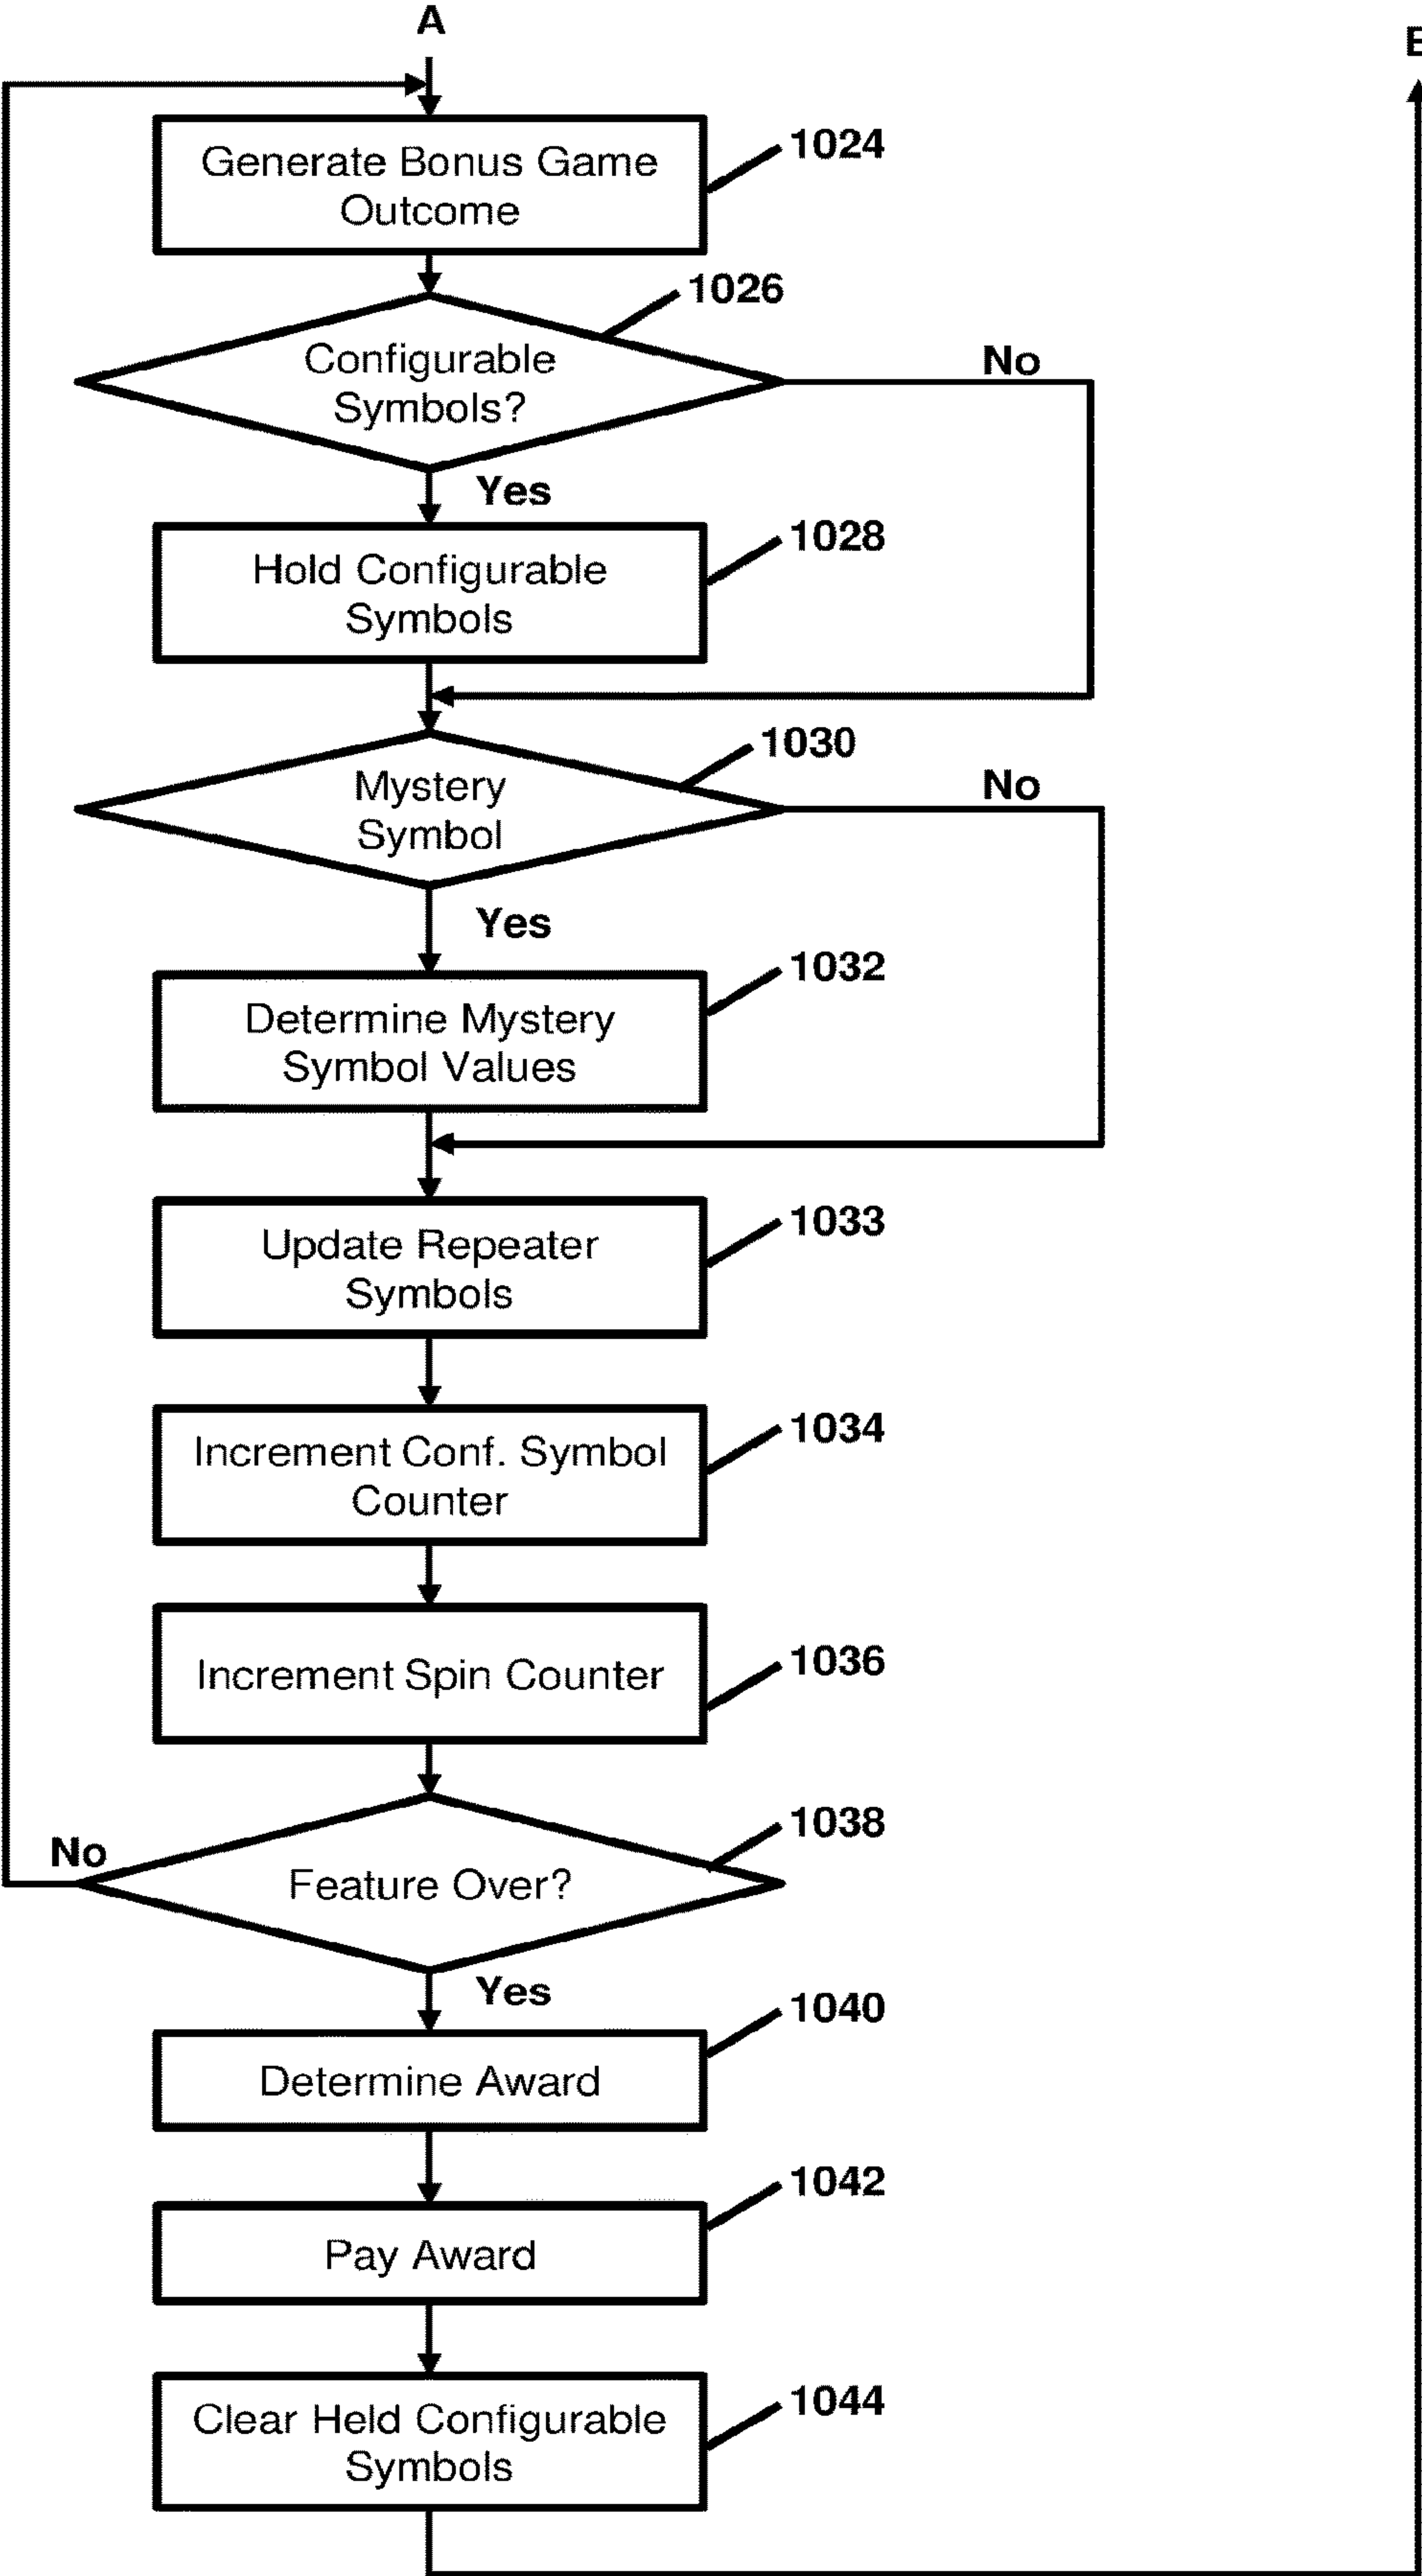 A
Generate Bonus Game
Outcome
1024
1026
Configurable
Symbols?
No
Yes
Hold Configurable
Symbols
1028
1030
Mystery
Symbol
No
Yes
Determine Mystery
Symbol Values
1032
Update Repeater
Symbols
1033
Increment Conf. Symbol
Counter
1034
Increment Spin Counter
1036
1038
No
Feature Over?
Yes
1040
Determine Award
1042
Pay Award
Clear Held Configurable
Symbols
1044